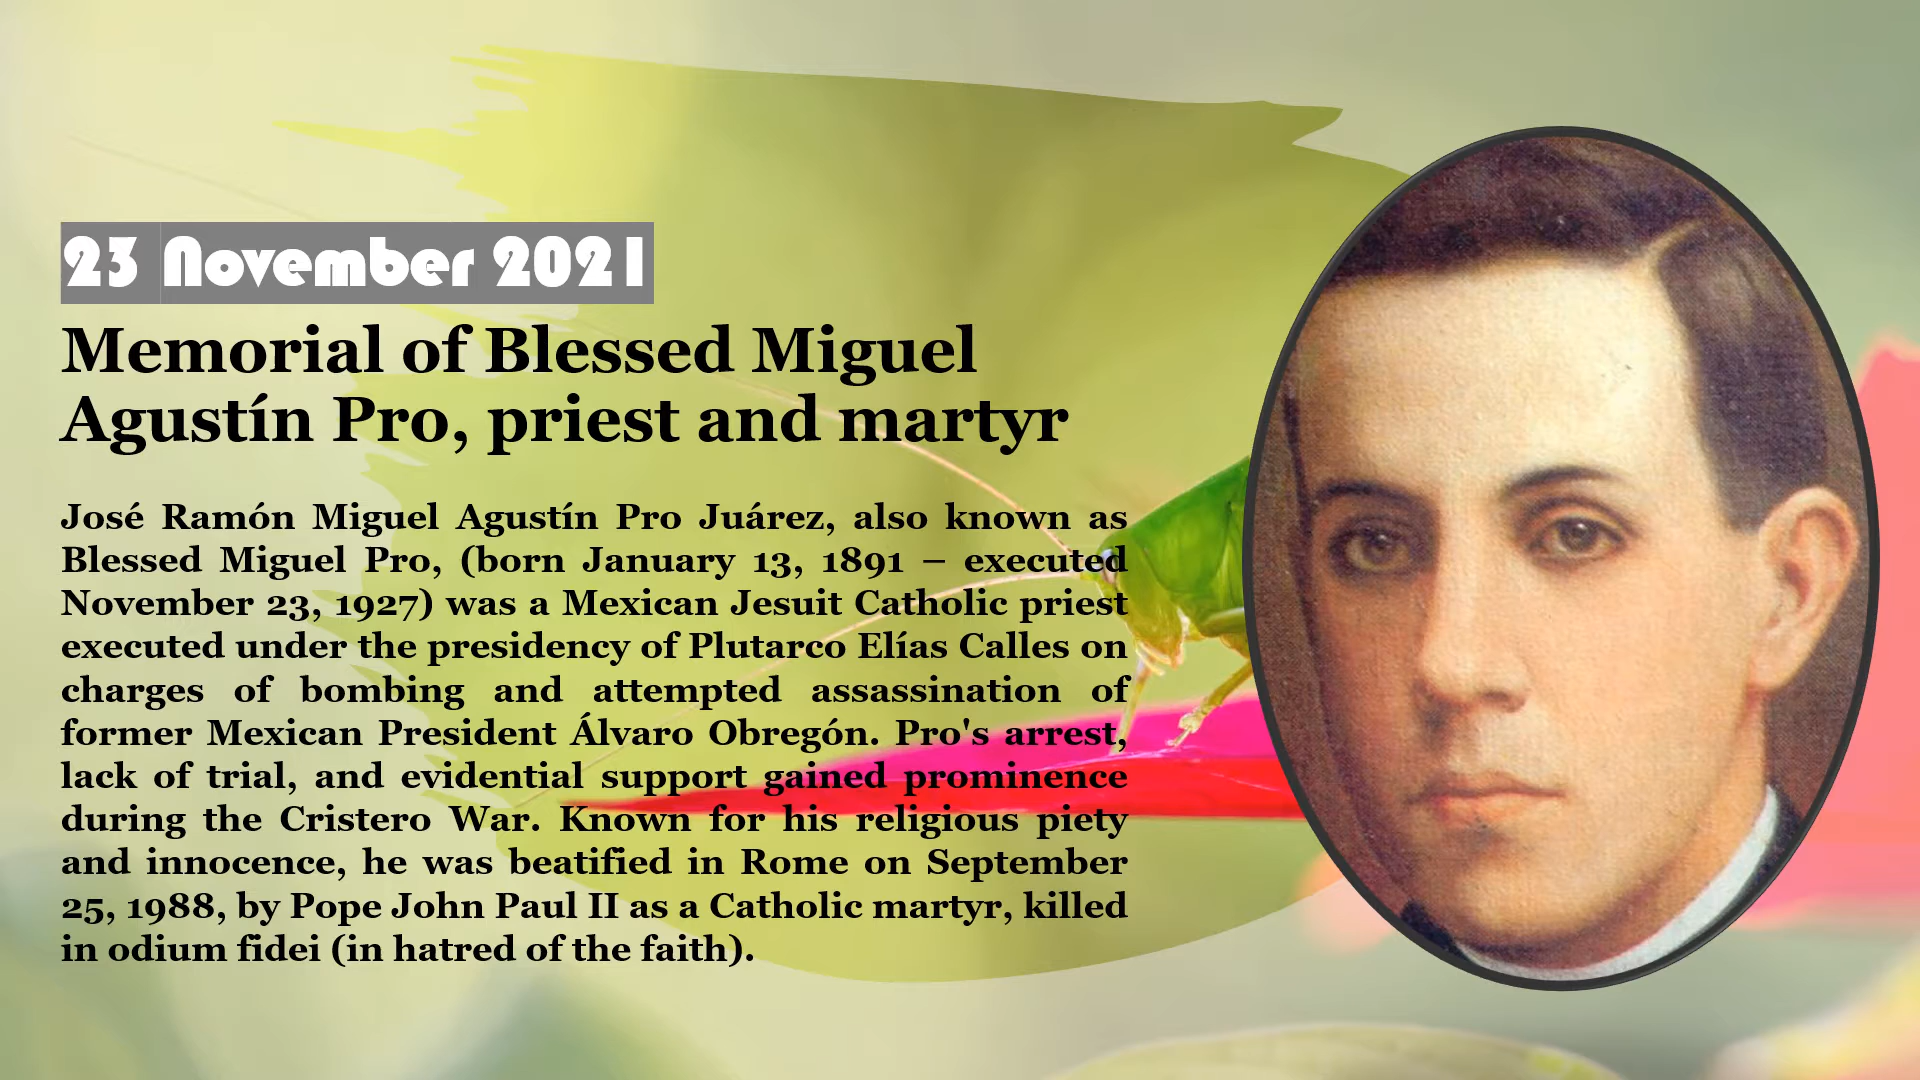 23 November 2021
Memorial of Blessed Miguel
Agustín Pro, priest and martyr
José Ramón Miguel Agustín Pro Juárez, also known as
Blessed Miguel Pro, (born January 13, 1891 – executed
November 23, 1927) was a Mexican Jesuit Catholic priest
executed under the presidency of Plutarco Elías Calles on
charges of bombing and attempted assassination of
former Mexican President Álvaro Obregón. Pro's arrest,
lack of trial, and evidential support gained prominence
during the Cristero War. Known for his religious piety
and innocence, he was beatified in Rome on September
25, 1988, by Pope John Paul II as a Catholic martyr, killed
in odium fidei (in hatred of the faith).